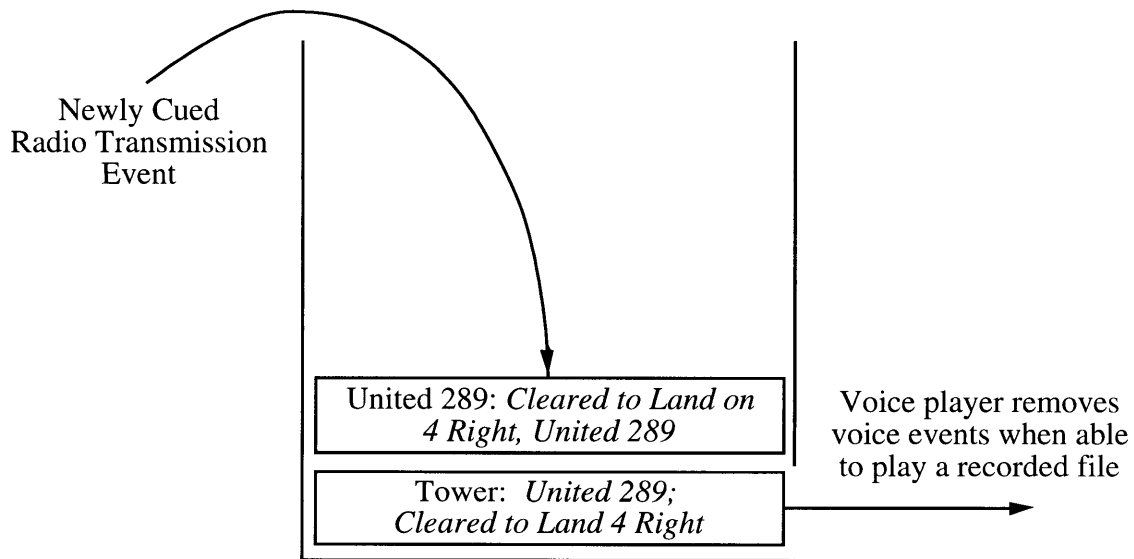 Newly Cued
Radio Transmission
Event
United 289: Cleared to Land on
4 Right, United 289
Voice player removes
voice events when able
to play a recorded file
Tower: United 289;
Cleared to Land 4 Right